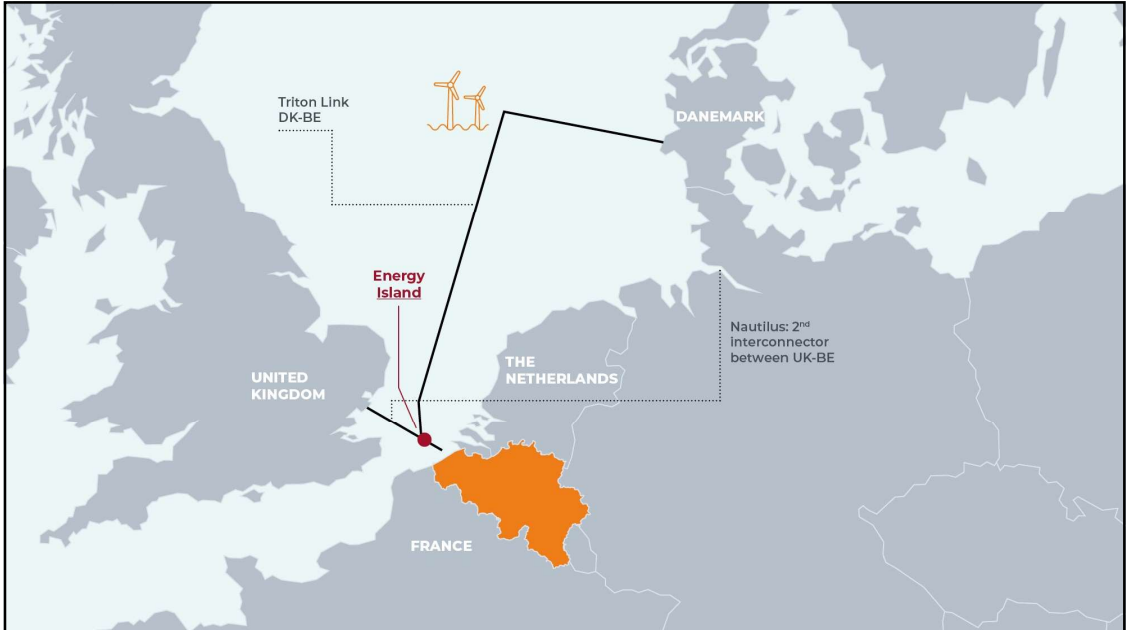 Triton Link
DK-BE
DANEMARK
Energy
Island
Nautilus: 2nd
interconnector
between UK-BE
THE
NETHERLANDS
UNITED
KINGDOM
FRANCE